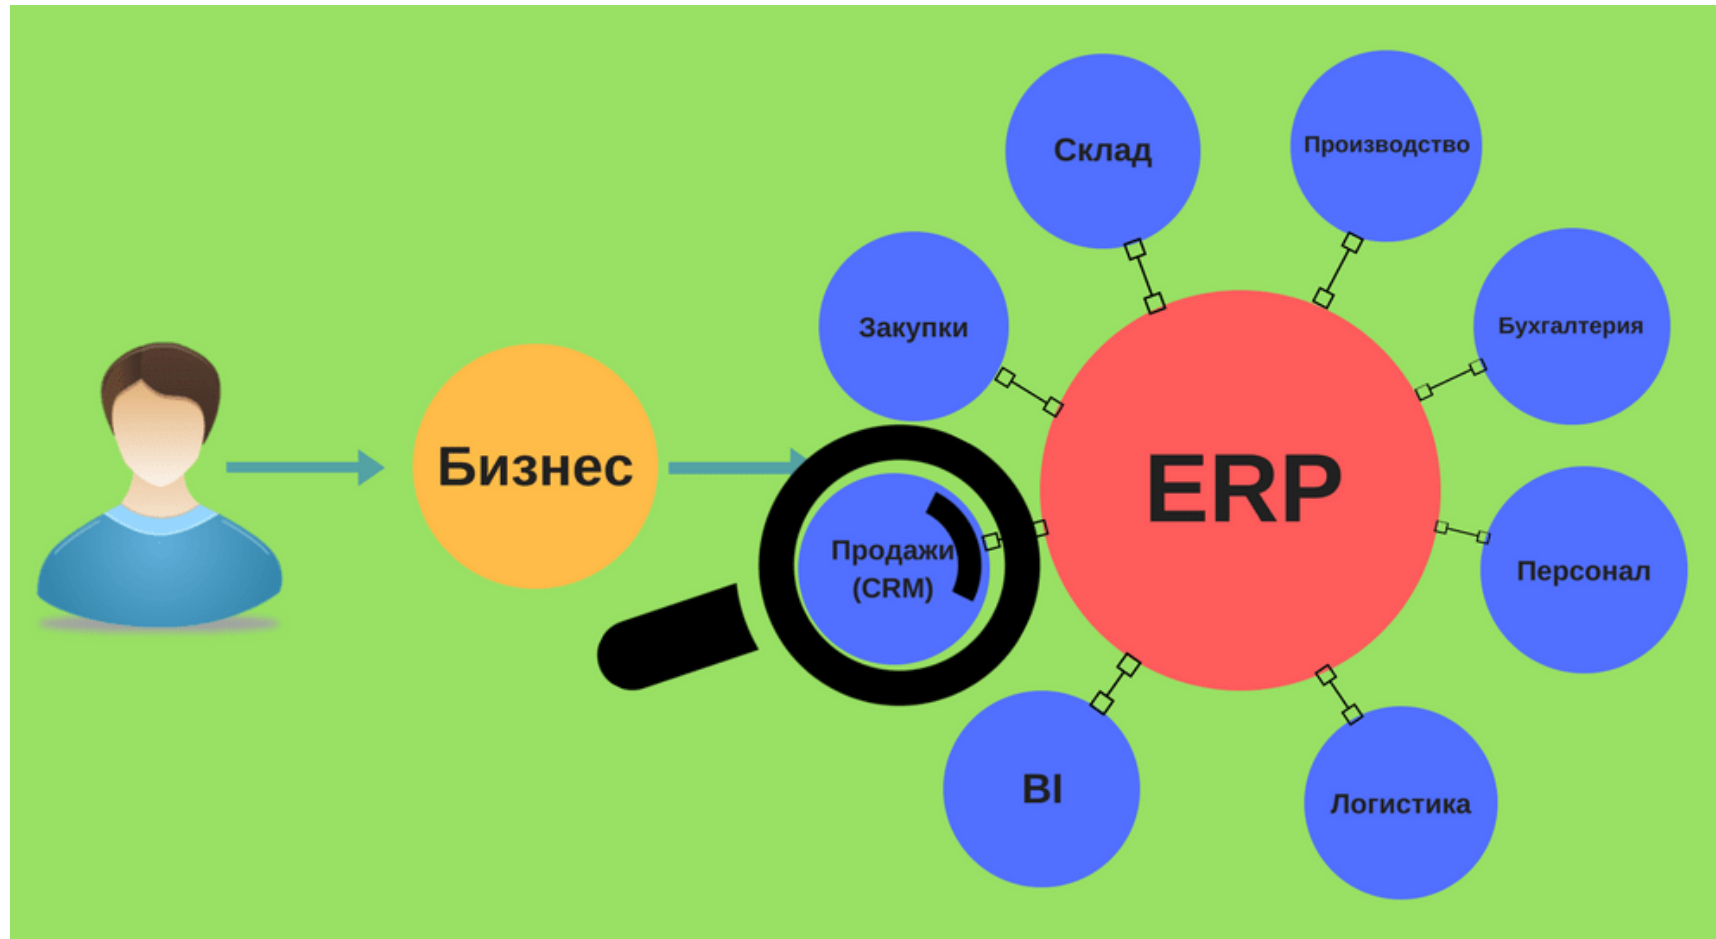 Склад
Производство
Закупки
Бухгалтерия
Бизнес
ERP
Продажи
(CRM)
Персонал
BI
Логистика